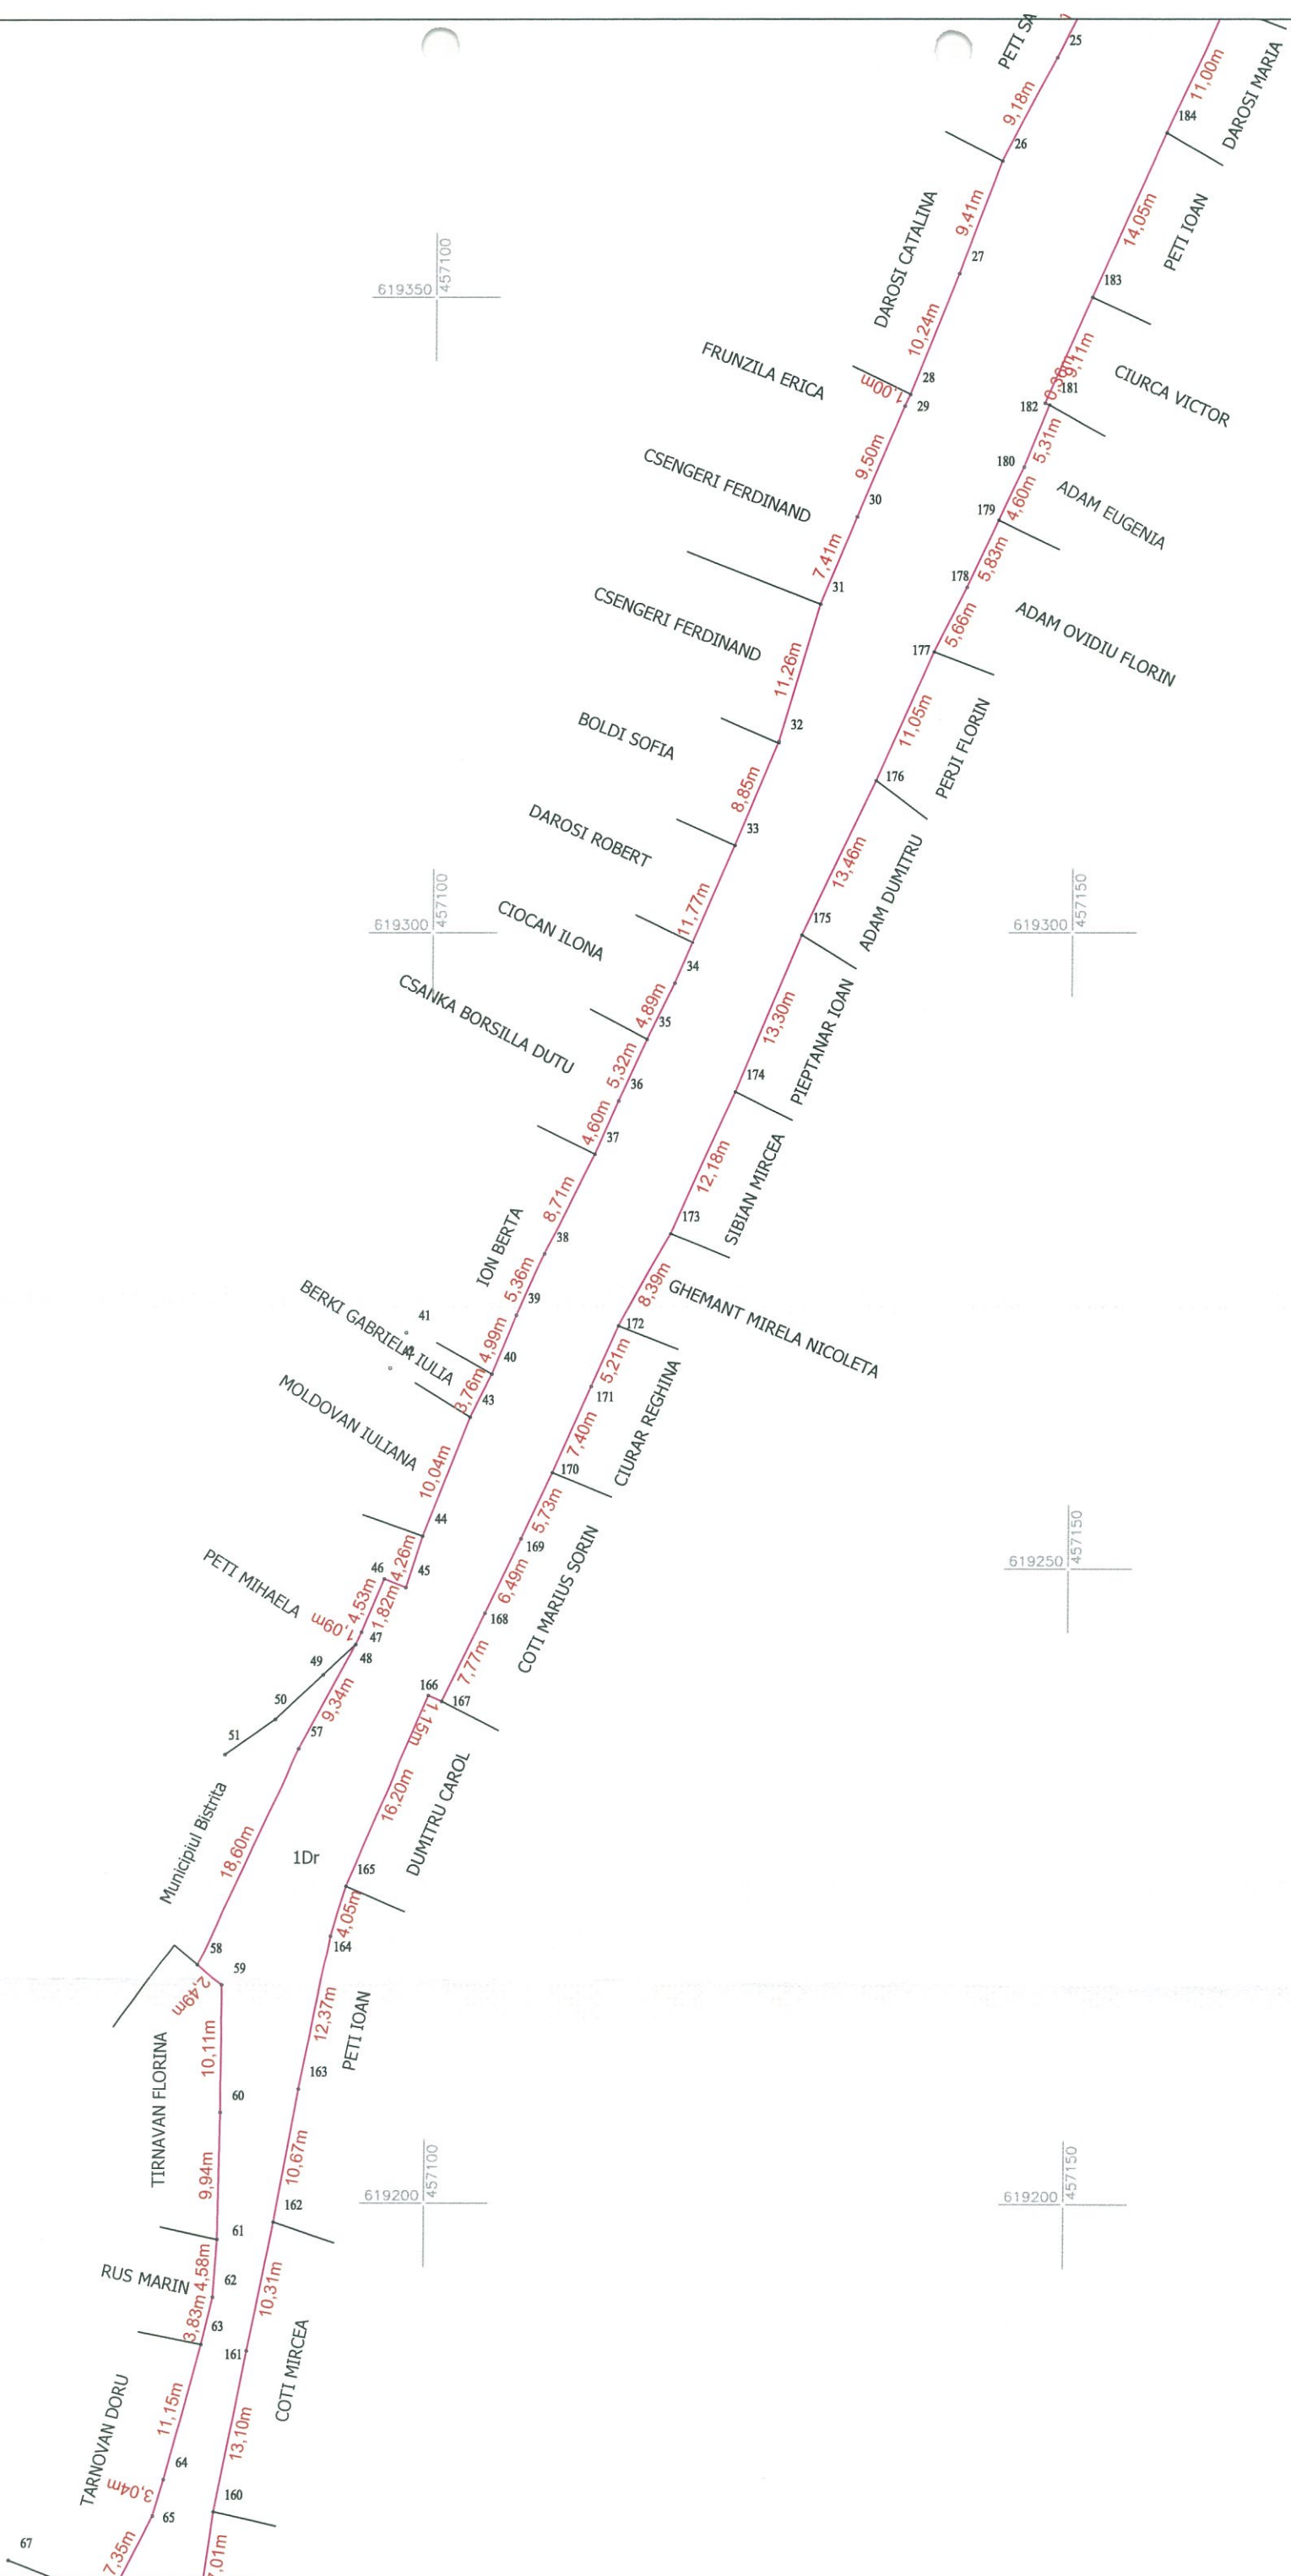 25
PETI SA
9,18m
26
9,41m
DAROSI CATALINA
27
10,24m
28
1,00m
29
FRUNZILA ERICA
9,50m
30
CSENGERI FERDINAND
7,41m
31
CSENGERI FERDINAND
11,26m
32
BOLDI SOFIA
8,85m
33
DAROSI ROBERT
11,77m
34
CIOCAN ILONA
4,89m
35
CSANKA BORSILLA DUTU
5,32m
36
4,60m
37
8,71m
38
ION BERTA
5,36m
39
4,99m
40
41
BERKI GABRIELA IULIA
3,76m
43
MOLDOVAN IULIANA
10,04m
44
4,26m
45
1,82m
46
4,53m
PETI MIHAELA
47
1,09m
48
49
50
51
9,34m
57
Municipiul Bistrita
18,60m
1Dr
58
59
2,49m
10,11m
TIRNAVAN FLORINA
60
9,94m
61
4,58m
RUS MARIN
62
3,83m
63
11,15m
TARNOVAN DORU
64
3,04m
65
7,35m
67
11,00m
DAROSI MARIA
184
14,05m
PETI IOAN
183
9,11m
CIURCA VICTOR
181
182
5,31m
180
ADAM EUGENIA
4,60m
179
5,83m
178
ADAM OVIDIU FLORIN
5,66m
177
11,05m
PERJI FLORIN
176
13,46m
ADAM DUMITRU
175
13,30m
PIEPTANAR IOAN
174
12,18m
SIBIAN MIRCEA
173
8,39m
GHEMANT MIRELA NICOLETA
172
5,21m
171
CIURAR REGHINA
7,40m
170
5,73m
169
COTI MARIUS SORIN
6,49m
168
7,77m
167
166
1,15m
16,20m
DUMITRU CAROL
165
4,05m
164
12,37m
PETI IOAN
163
10,67m
162
10,31m
161
COTI MIRCEA
13,10m
160
,01m
619350
457100
619300
457100
619300
457150
619250
457150
619200
457100
619200
457150